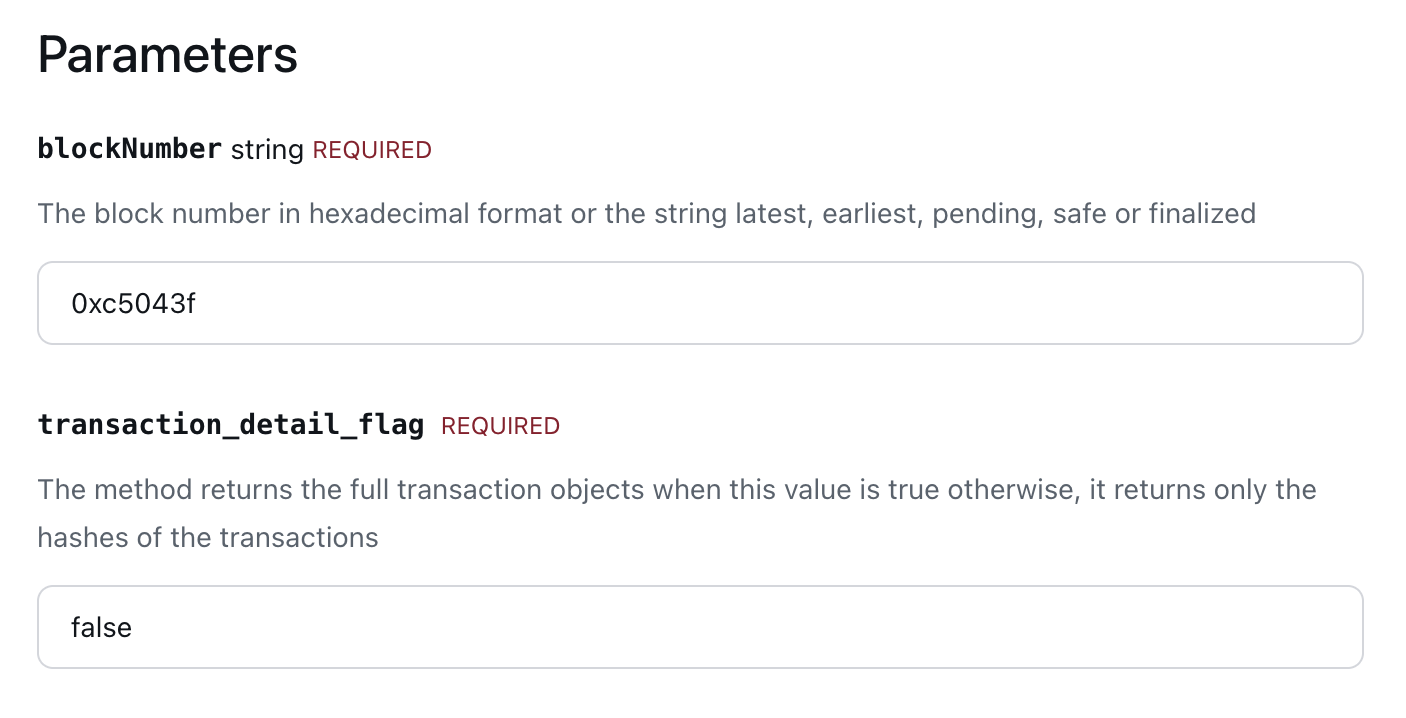 Parameters
blockNumber string REQUIRED
The block number in hexadecimal format or the string latest, earliest, pending, safe or finalized
0xc5043f
transaction_detail_flag REQUIRED
The method returns the full transaction objects when this value is true otherwise, it returns only the
hashes of the transactions
false